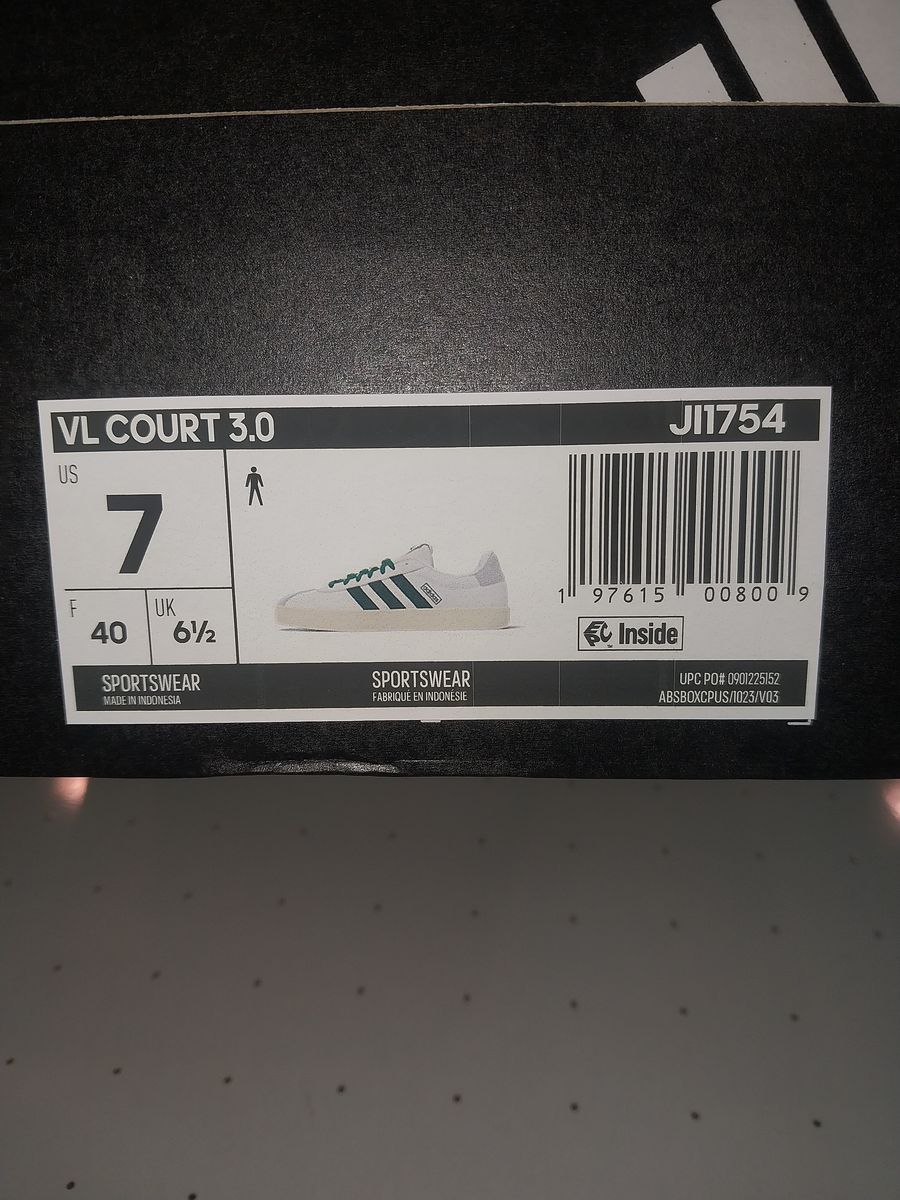 VL COURT 3.0
JI1754
US
7
F
40
UK
6½
1 97615 00800 9
Inside
SPORTSWEAR
MADE IN INDONESIA
SPORTSWEAR
FABRIQUÉ EN INDONÉSIE
UPC PO# 0901225152
ABSBOXCPUS/1023/V03